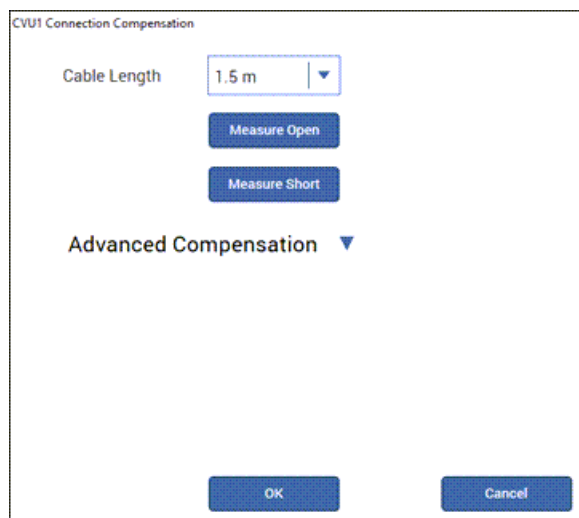 CVU1 Connection Compensation
Cable Length 1.5 m
Measure Open
Measure Short
Advanced Compensation
OK Cancel